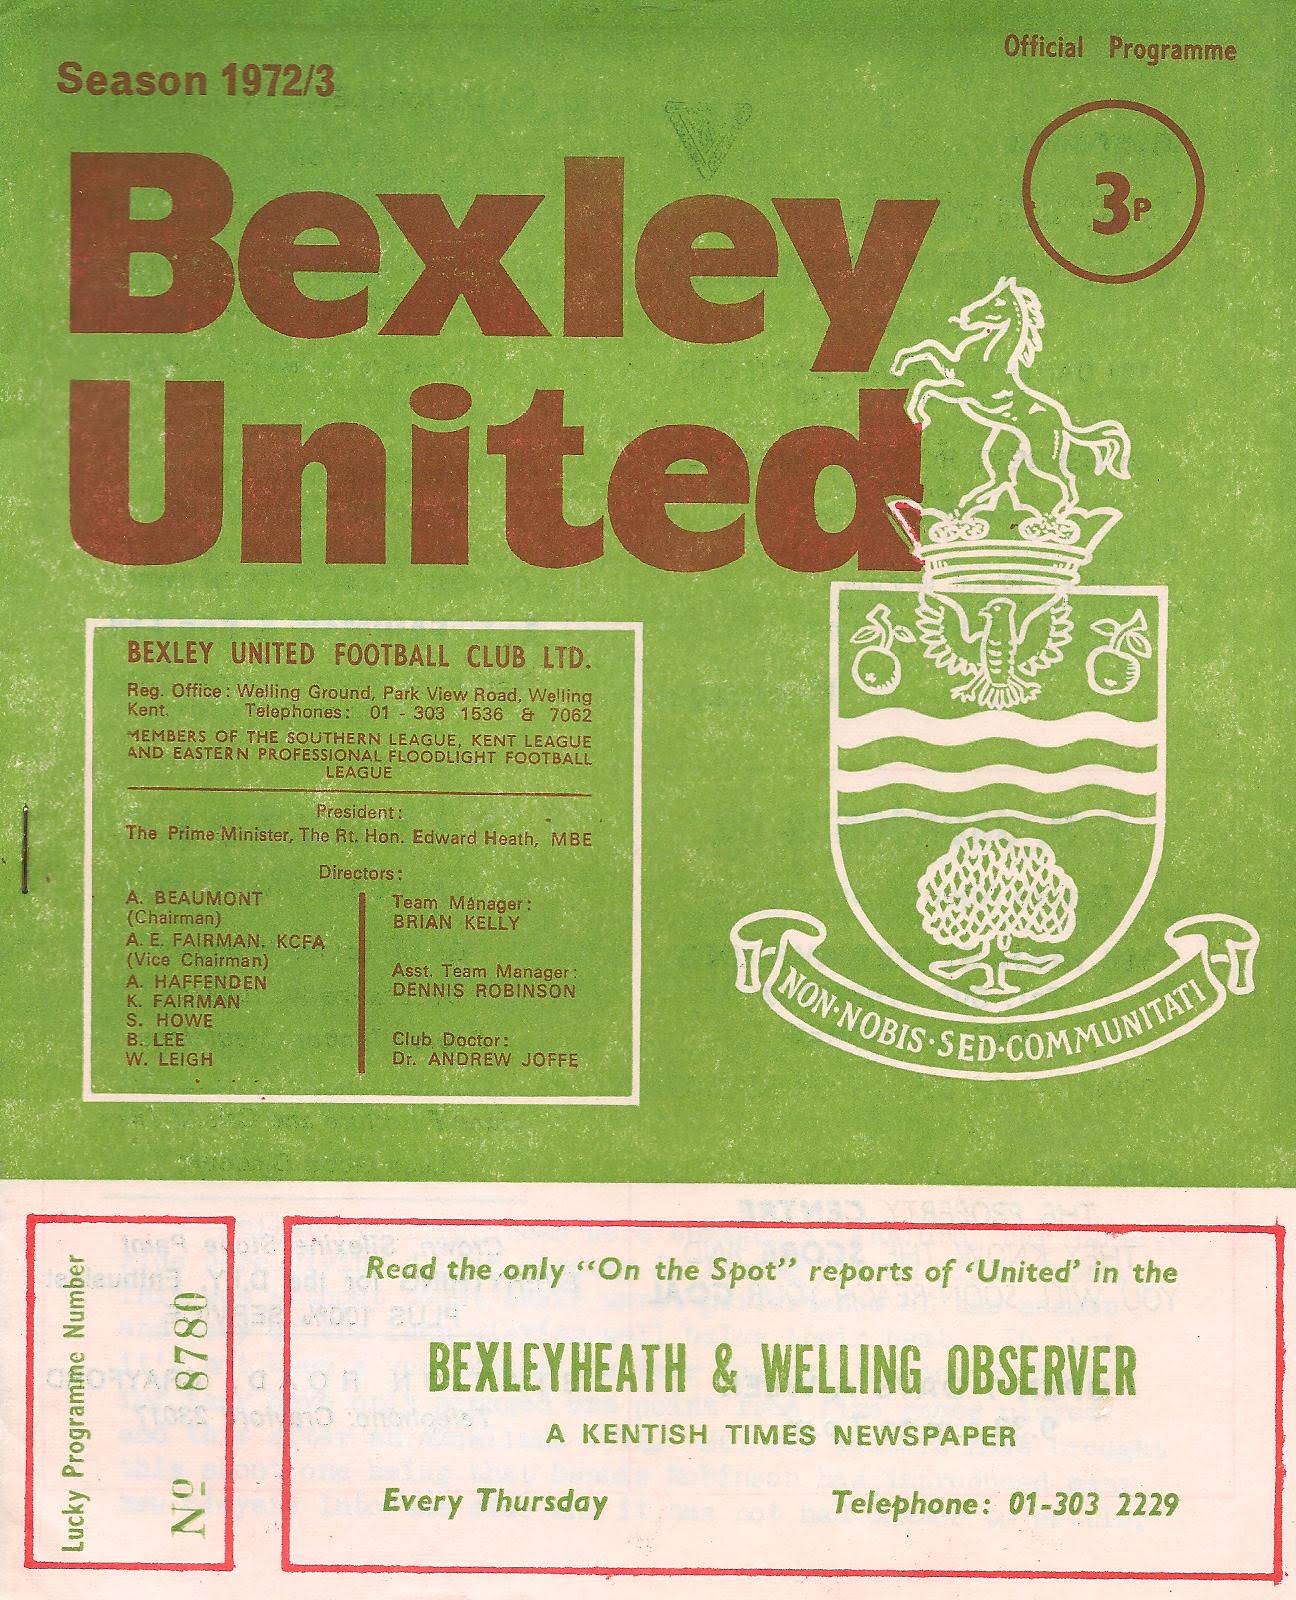 Official Programme
Season 1972/3
3P
Bexley
United
BEXLEY UNITED FOOTBALL CLUB LTD.
Reg. Office: Welling Ground, Park View Road, Welling
Kent. Telephones: 01 - 303 1536 & 7062
MEMBERS OF THE SOUTHERN LEAGUE, KENT LEAGUE
AND EASTERN PROFESSIONAL FLOODLIGHT FOOTBALL
LEAGUE
President:
The Prime Minister, The Rt. Hon. Edward Heath, MBE
Directors:
A. BEAUMONT
(Chairman)
A. E. FAIRMAN. KCFA
(Vice Chairman)
A. HAFFENDEN
K. FAIRMAN
S. HOWE
B. LEE
W. LEIGH
Team Manager:
BRIAN KELLY
Asst. Team Manager:
DENNIS ROBINSON
Club Doctor:
Dr. ANDREW JOFFE
NON·NOBIS·SED·COMMUNITATI
Lucky Programme Number
Nº 8780
Read the only "On the Spot" reports of 'United' in the
BEXLEYHEATH & WELLING OBSERVER
A KENTISH TIMES NEWSPAPER
Every Thursday Telephone: 01-303 2229